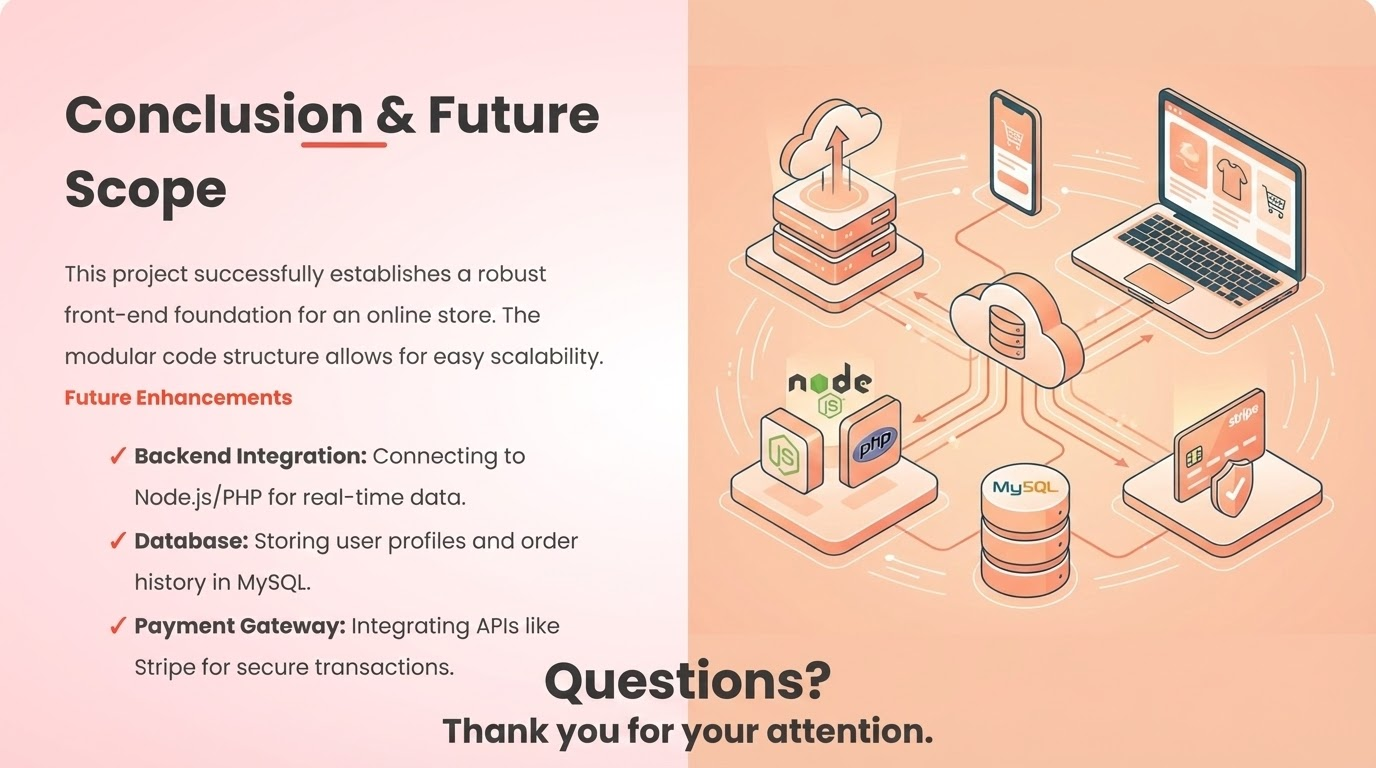 Conclusion & Future
Scope
This project successfully establishes a robust
front-end foundation for an online store. The
modular code structure allows for easy scalability.
Future Enhancements
✓ Backend Integration: Connecting to
Node.js/PHP for real-time data.
✓ Database: Storing user profiles and order
history in MySQL.
✓ Payment Gateway: Integrating APIs like
Stripe for secure transactions.
node
JS
JS
php
MySQL
stripe
Questions?
Thank you for your attention.